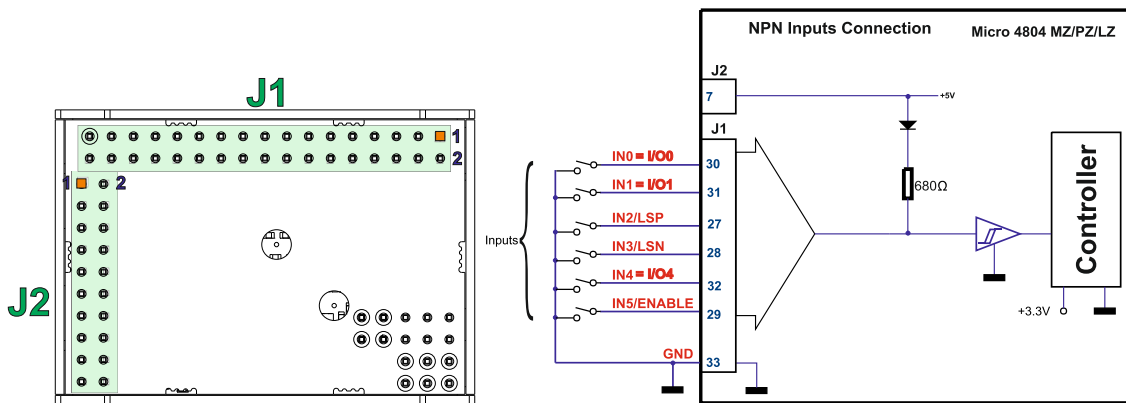 J1
1
2
1 2
J2
NPN Inputs Connection Micro 4804 MZ/PZ/LZ
J2
7
+5V
J1
Inputs
IN0 = I/O0 30
IN1 = I/O1 31
IN2/LSP 27
IN3/LSN 28
IN4 = I/O4 32
IN5/ENABLE 29
GND 33
680Ω
Controller
+3.3V